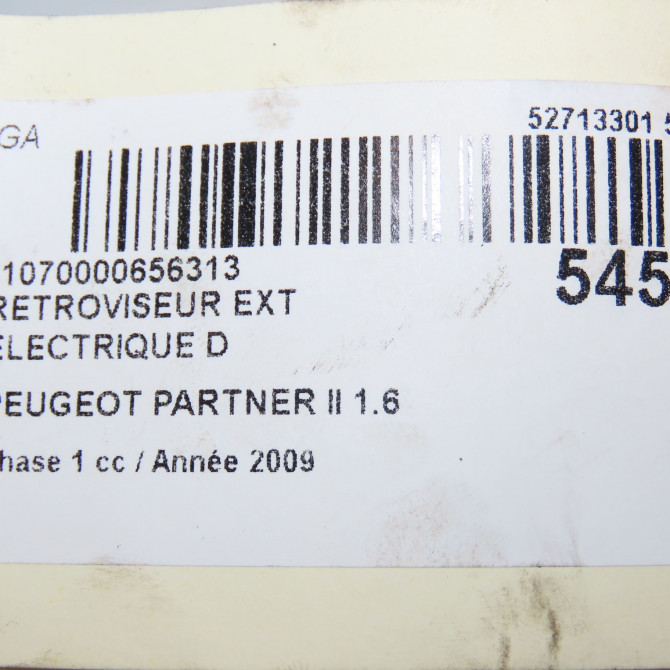 GA
52713301 5
1070000656313
545
RETROVISEUR EXT
ELECTRIQUE D
PEUGEOT PARTNER II 1.6
hase 1 cc / Année 2009